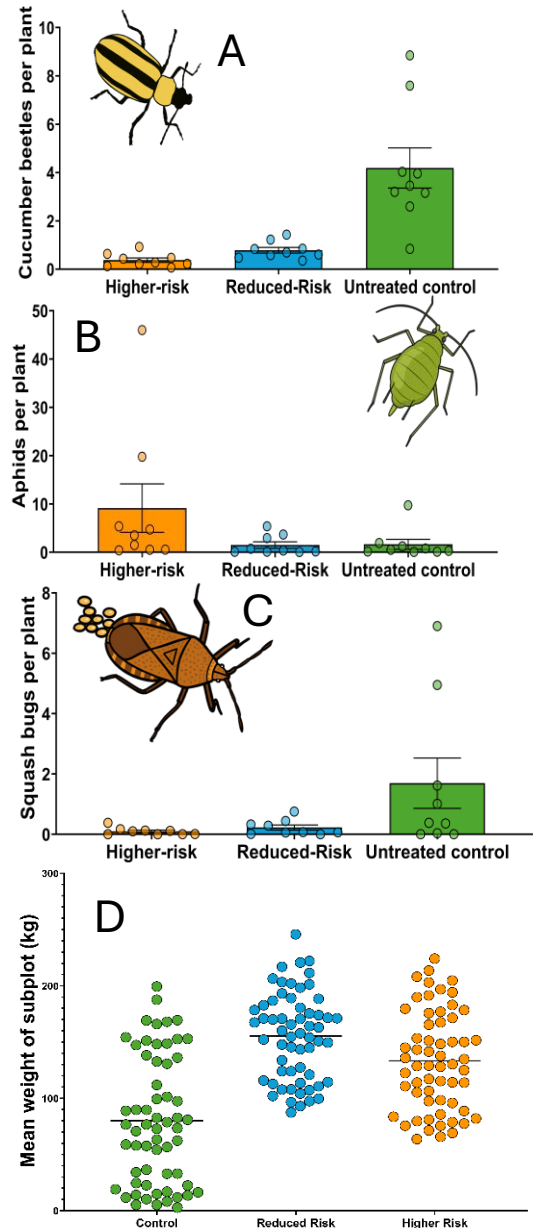 A
Cucumber beetles per plant
10
8
6
4
2
0
Higher-risk Reduced-Risk Untreated control
B
Aphids per plant
50
40
30
20
10
0
Higher-risk Reduced-Risk Untreated control
C
Squash bugs per plant
8
6
4
2
0
Higher-risk Reduced-Risk Untreated control
D
Mean weight of subplot (kg)
300
200
100
0
Control Reduced Risk Higher Risk